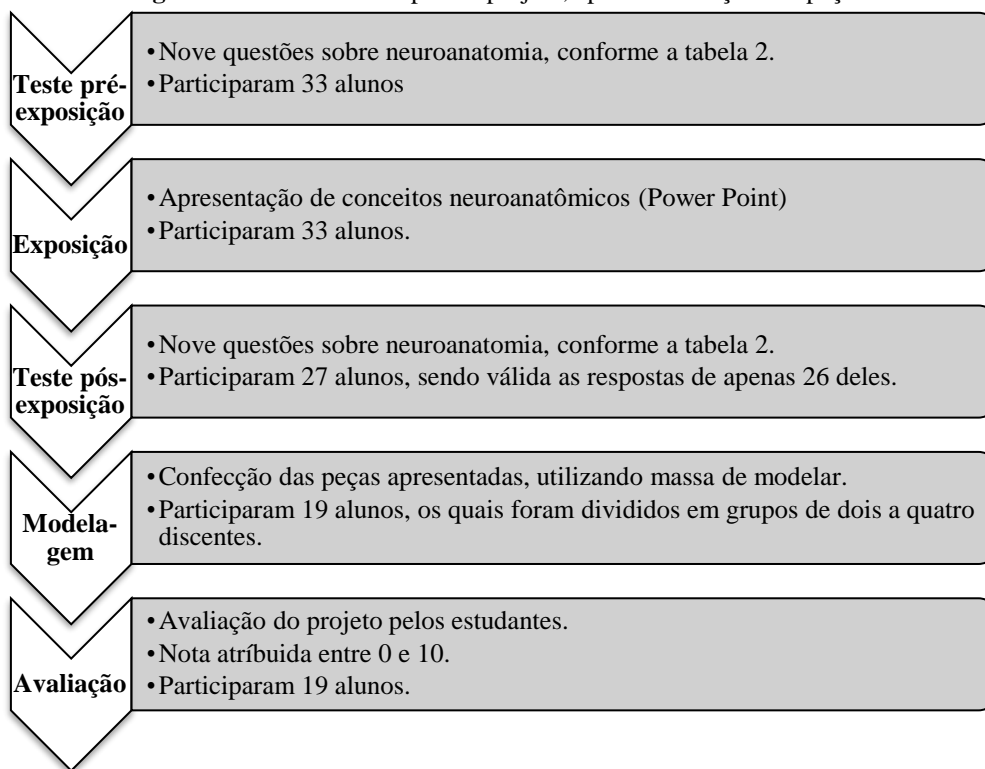 Teste pré-
exposição
•Nove questões sobre neuroanatomia, conforme a tabela 2.
•Participaram 33 alunos
Exposição
•Apresentação de conceitos neuroanatômicos (Power Point)
•Participaram 33 alunos.
Teste pós-
exposição
•Nove questões sobre neuroanatomia, conforme a tabela 2.
•Participaram 27 alunos, sendo válida as respostas de apenas 26 deles.
Modela-
gem
•Confecção das peças apresentadas, utilizando massa de modelar.
•Participaram 19 alunos, os quais foram divididos em grupos de dois a quatro
discentes.
Avaliação
•Avaliação do projeto pelos estudantes.
•Nota atríbuida entre 0 e 10.
•Participaram 19 alunos.